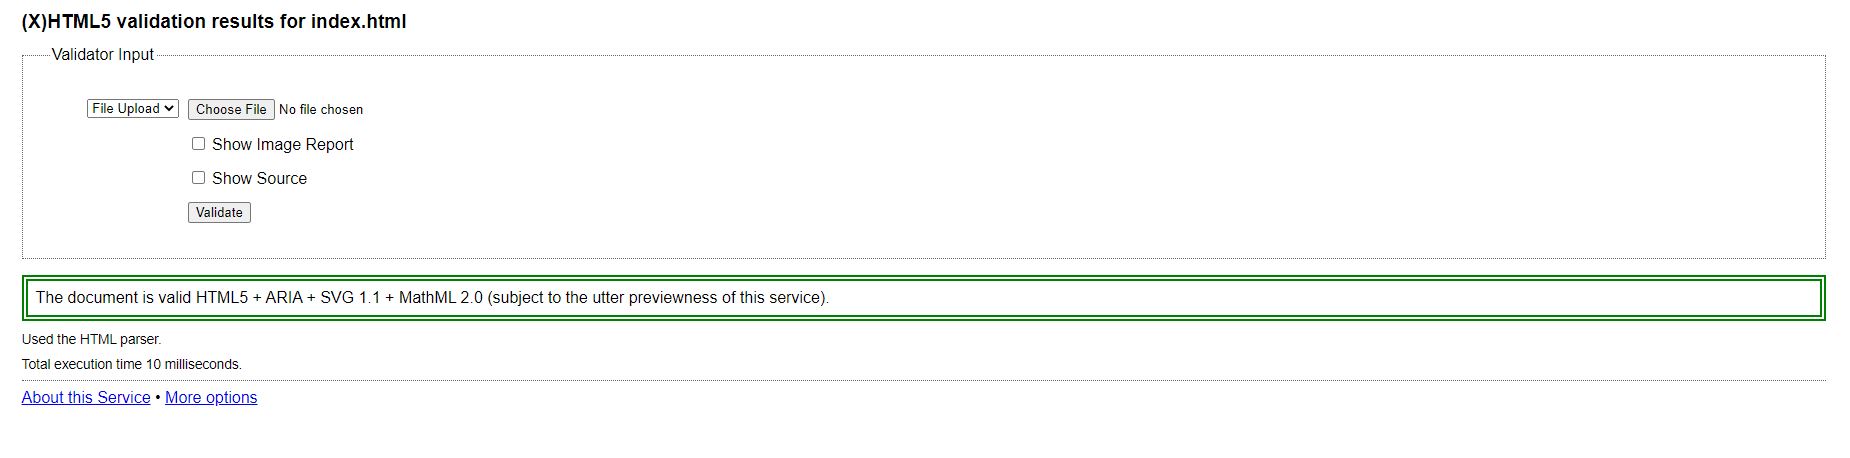 (X)HTML5 validation results for index.html
Validator Input
File Upload Choose File No file chosen
Show Image Report
Show Source
Validate
The document is valid HTML5 + ARIA + SVG 1.1 + MathML 2.0 (subject to the utter previewness of this service).
Used the HTML parser.
Total execution time 10 milliseconds.
About this Service • More options